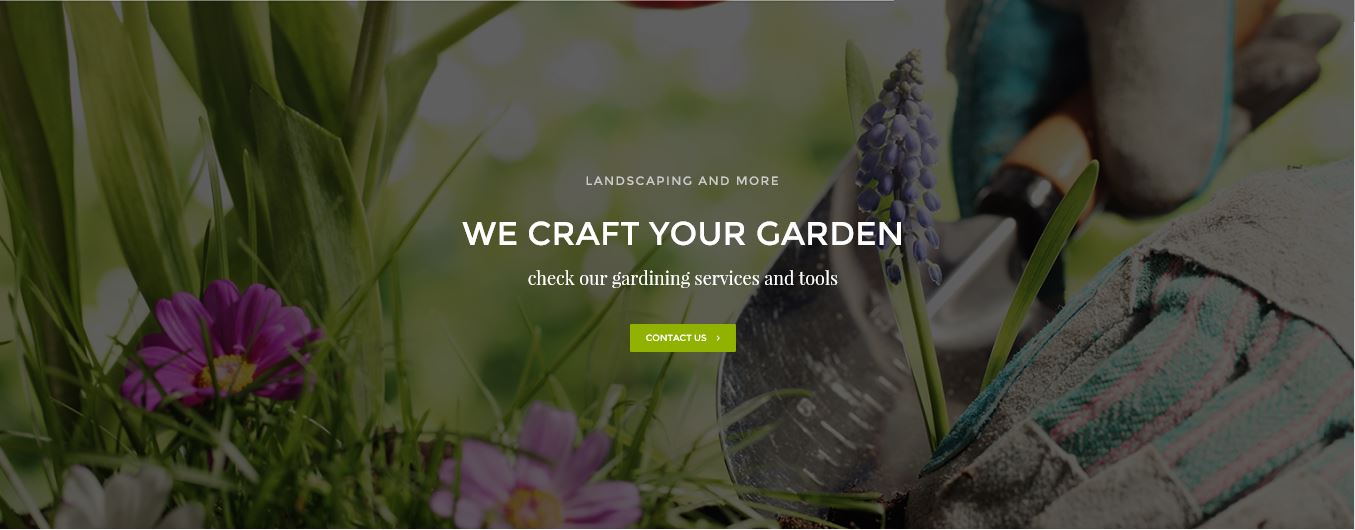 LANDSCAPING AND MORE
WE CRAFT YOUR GARDEN
check our gardining services and tools
CONTACT US >